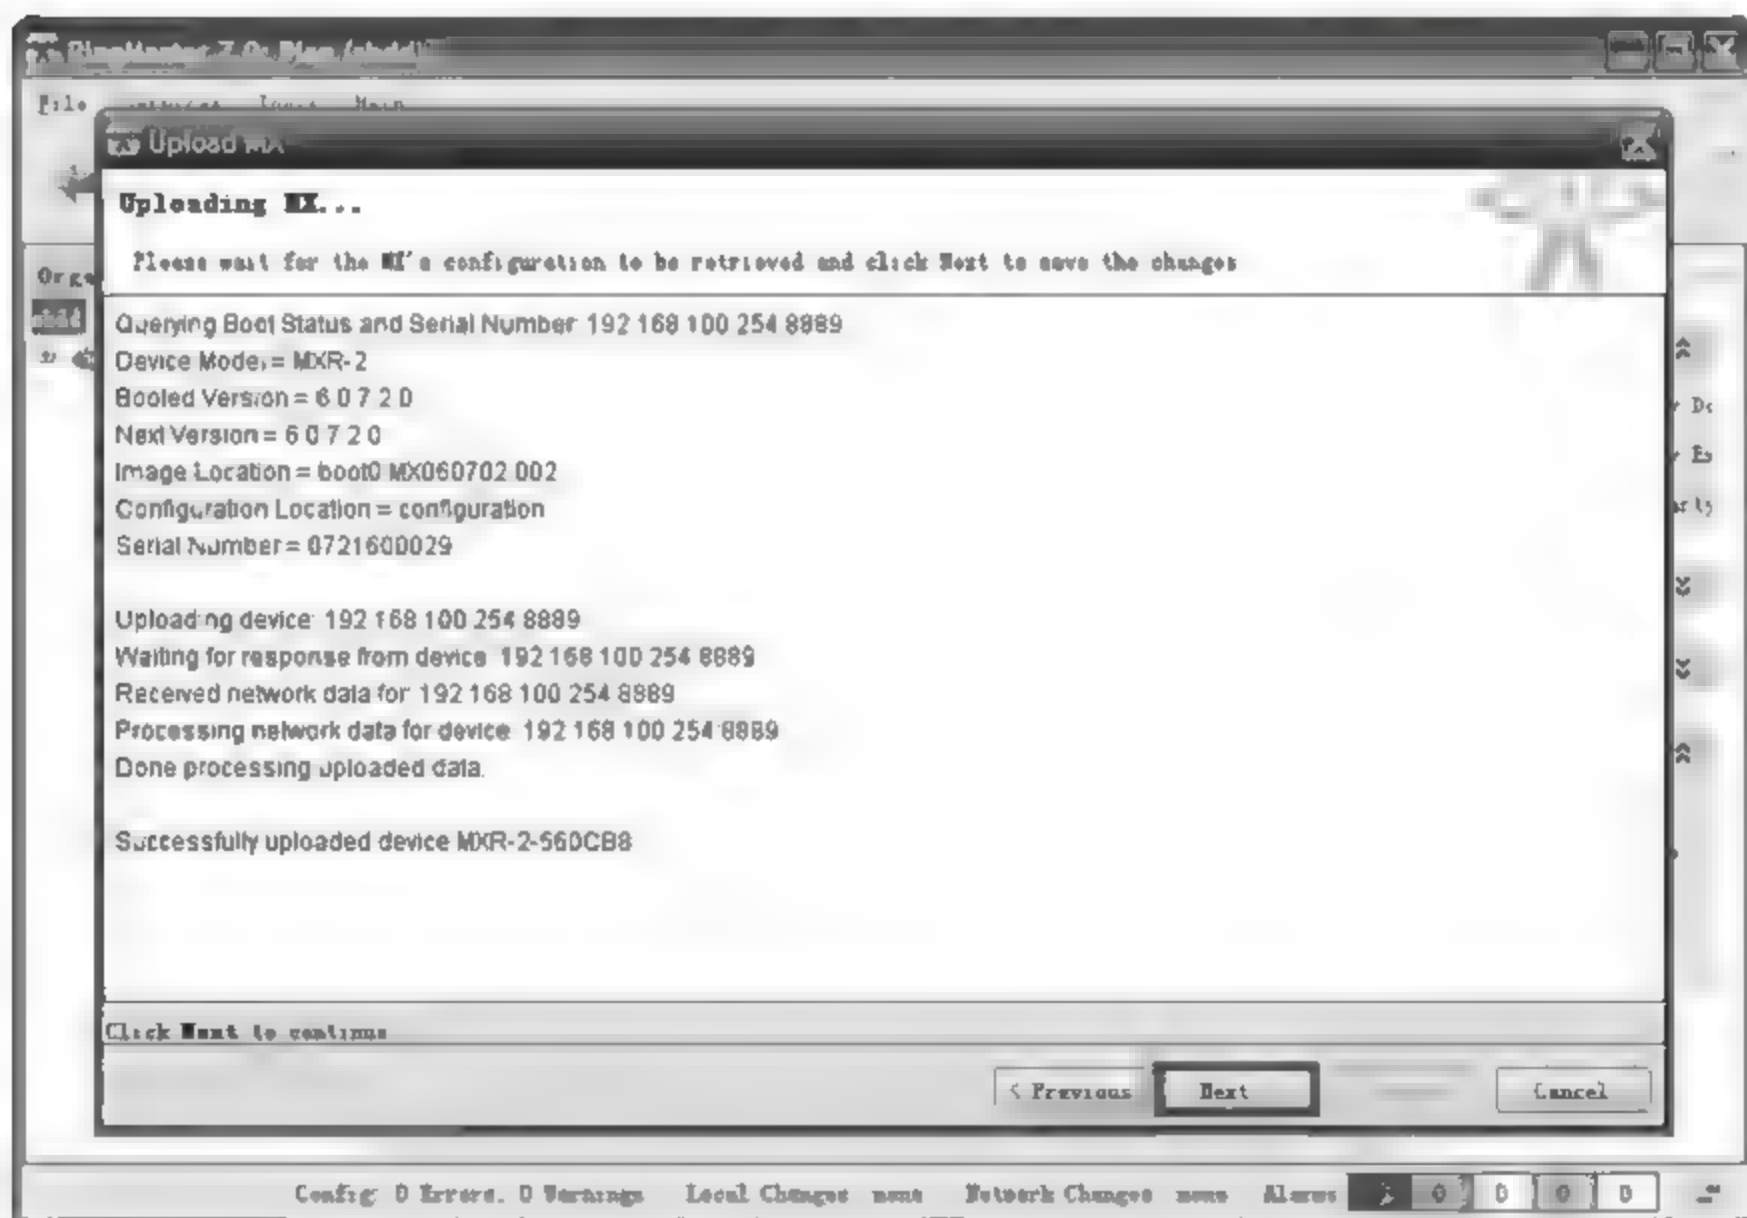 File Tools Main
Upload MX
Uploading MX...
Please wait for the MX's configuration to be retrieved and click Next to save the changes
Querying Boot Status and Serial Number 192 168 100 254 8889
Device Model = MXR-2
Booted Version = 6 0 7 2 0
Next Version = 6 0 7 2 0
Image Location = boot0 MX060702 002
Configuration Location = configuration
Serial Number = 0721600029
Uploading device: 192 168 100 254 8889
Waiting for response from device 192 168 100 254 8889
Received network data for 192 168 100 254 8889
Processing network data for device 192 168 100 254:8889
Done processing uploaded data.
Successfully uploaded device MXR-2-560CB8
Click Next to continue
< Previous Next Cancel
Config: 0 Errors, 0 Warnings Local Changes none Network Changes none Alarms 0 0 0 0